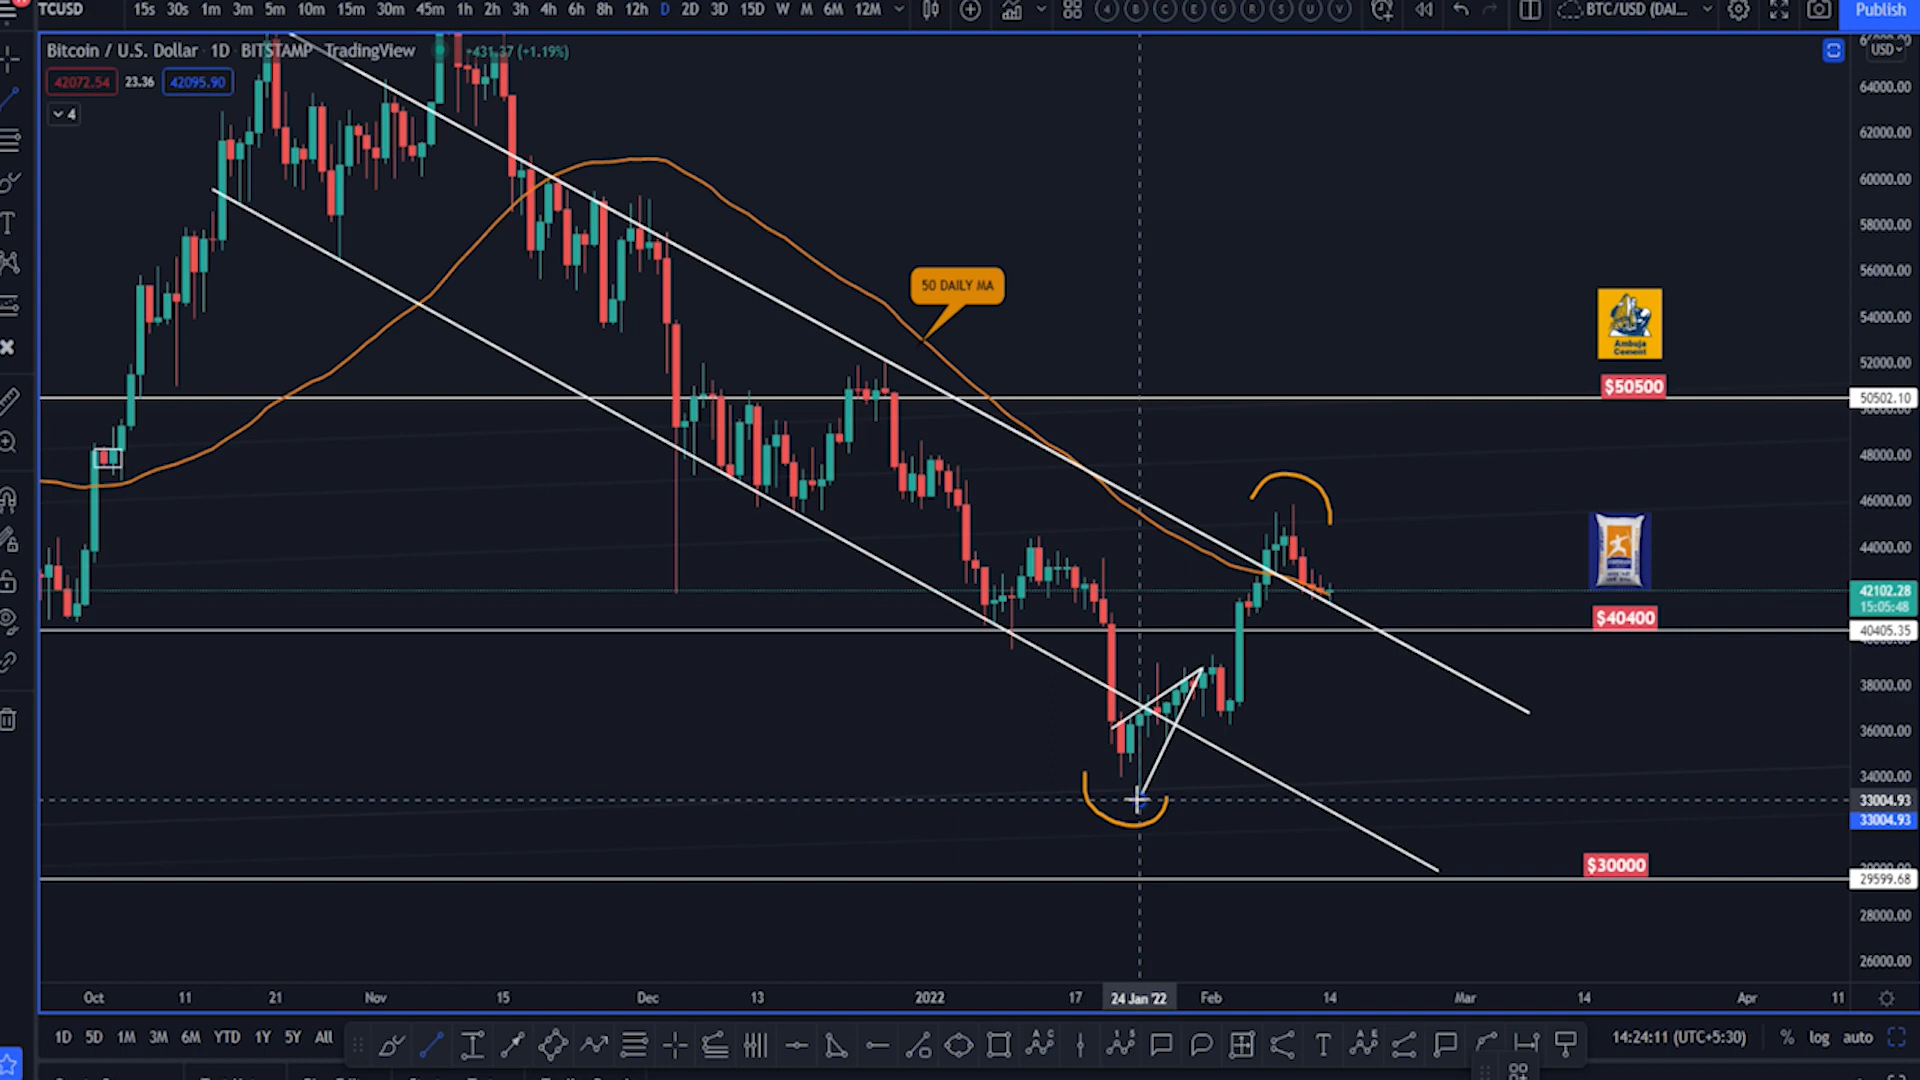 TCUSD 15s 30s 1m 3m 5m 10m 15m 30m 45m 1h 2h 3h 4h 6h 8h 12h D 2D 3D 15D W M 6M 12M BTC/USD (DAI... Publish
Bitcoin / U.S. Dollar 1D BITSTAMP TradingView +431.37 (+1.19%)
USD
42072.54 23.36 42095.90
4
64000.00
62000.00
60000.00
58000.00
56000.00
50 DAILY MA
54000.00
Ambuja
Cement
52000.00
$50500
50502.10
48000.00
46000.00
44000.00
42102.28
15:05:48
$40400
40405.35
38000.00
36000.00
34000.00
33004.93
33004.93
$30000
29599.68
28000.00
26000.00
Oct 11 21 Nov 15 Dec 13 2022 17 24 Jan '22 Feb 14 Mar 14 Apr 11
1D 5D 1M 3M 6M YTD 1Y 5Y All 14:24:11 (UTC+5:30) % log auto